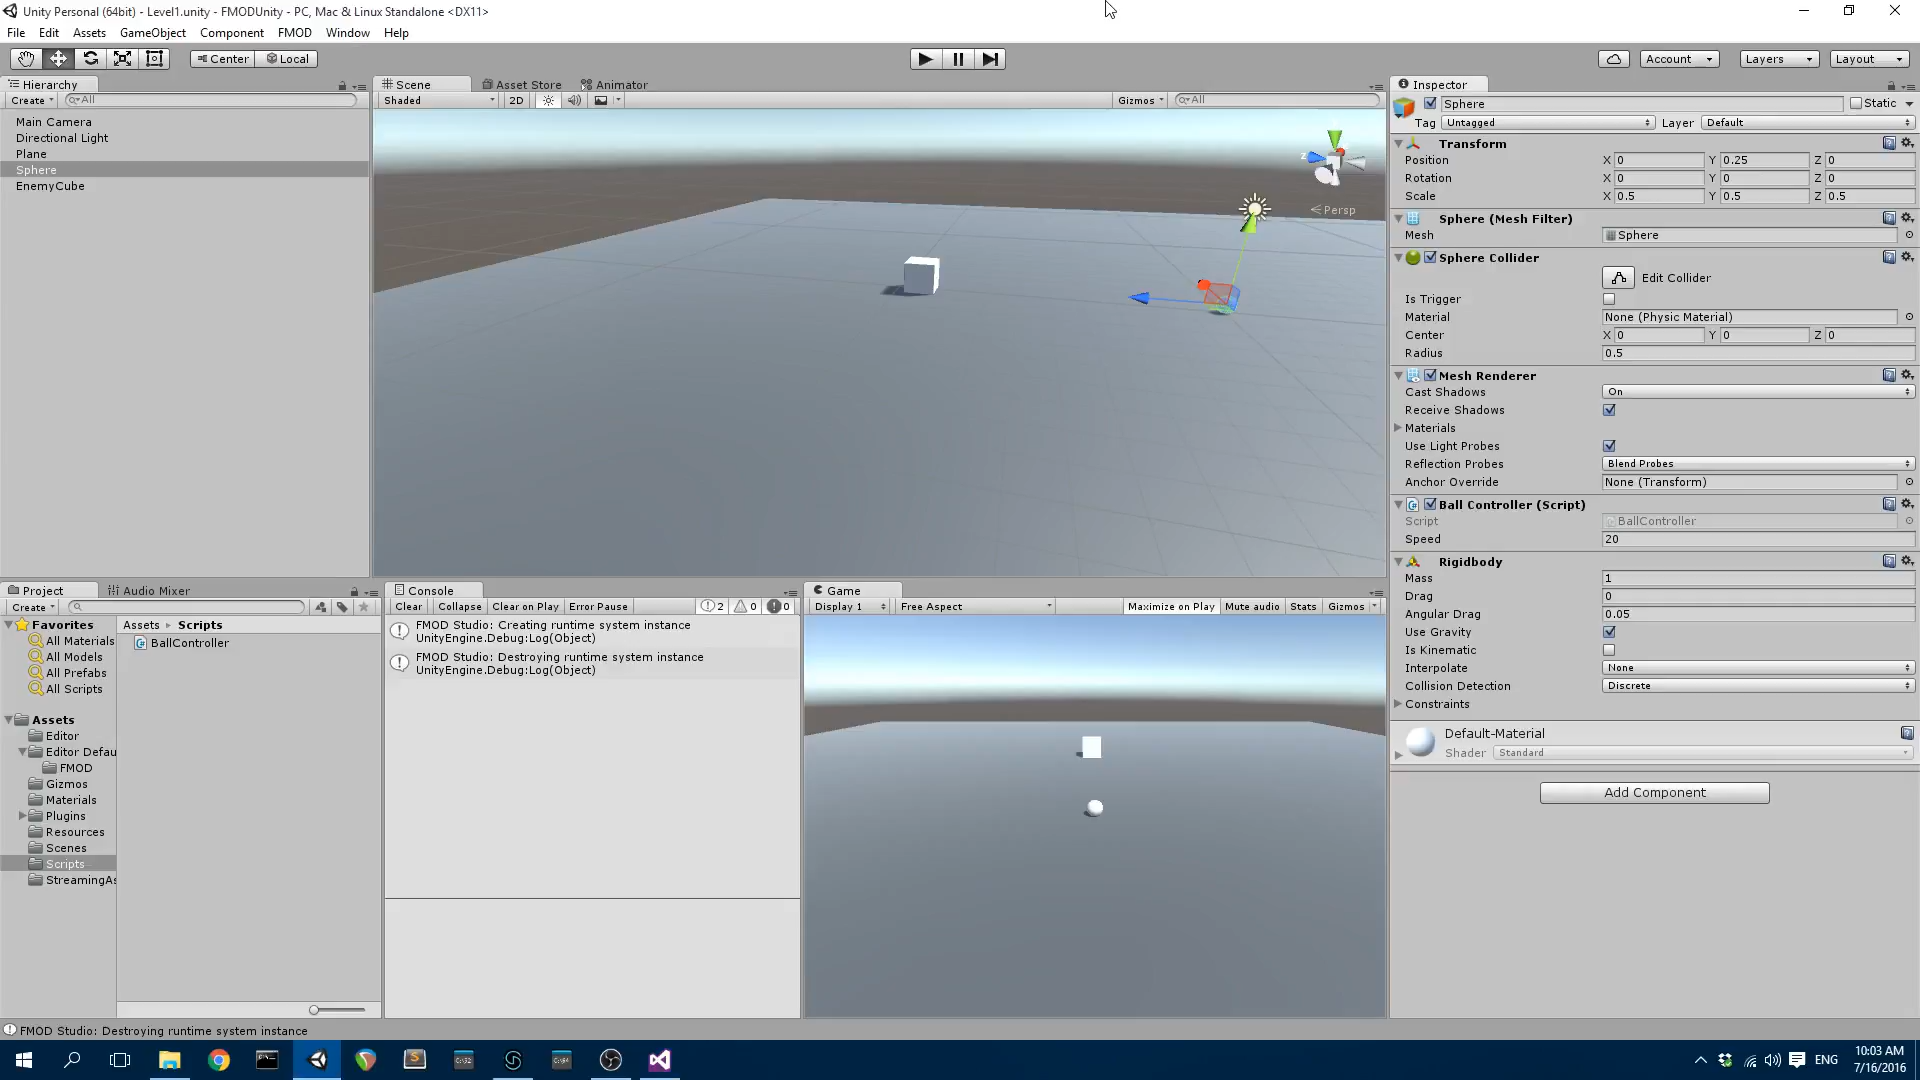 Unity Personal (64bit) - Level1.unity - FMODUnity - PC, Mac & Linux Standalone <DX11>
File Edit Assets GameObject Component FMOD Window Help
Center Local Account Layers Layout
Hierarchy
Create All
Main Camera
Directional Light
Plane
Sphere
EnemyCube
Scene Asset Store Animator
Shaded 2D Gizmos All
Persp
Inspector
Sphere Static
Tag Untagged Layer Default
Transform
Position X 0 Y 0.25 Z 0
Rotation X 0 Y 0 Z 0
Scale X 0.5 Y 0.5 Z 0.5
Sphere (Mesh Filter)
Mesh Sphere
Sphere Collider
Edit Collider
Is Trigger
Material None (Physic Material)
Center X 0 Y 0 Z 0
Radius 0.5
Mesh Renderer
Cast Shadows On
Receive Shadows
Materials
Use Light Probes
Reflection Probes Blend Probes
Anchor Override None (Transform)
Ball Controller (Script)
Script BallController
Speed 20
Rigidbody
Mass 1
Drag 0
Angular Drag 0.05
Use Gravity
Is Kinematic
Interpolate None
Collision Detection Discrete
Constraints
Default-Material
Shader Standard
Add Component
Project Audio Mixer
Create
Favorites
All Materials
All Models
All Prefabs
All Scripts
Assets
Editor
Editor Defau
FMOD
Gizmos
Materials
Plugins
Resources
Scenes
Scripts
StreamingAs
Assets Scripts
BallController
Console
Clear Collapse Clear on Play Error Pause 2 0 0
FMOD Studio: Creating runtime system instance
UnityEngine.Debug:Log(Object)
FMOD Studio: Destroying runtime system instance
UnityEngine.Debug:Log(Object)
Game
Display 1 Free Aspect Maximize on Play Mute audio Stats Gizmos
FMOD Studio: Destroying runtime system instance
ENG
10:03 AM
7/16/2016